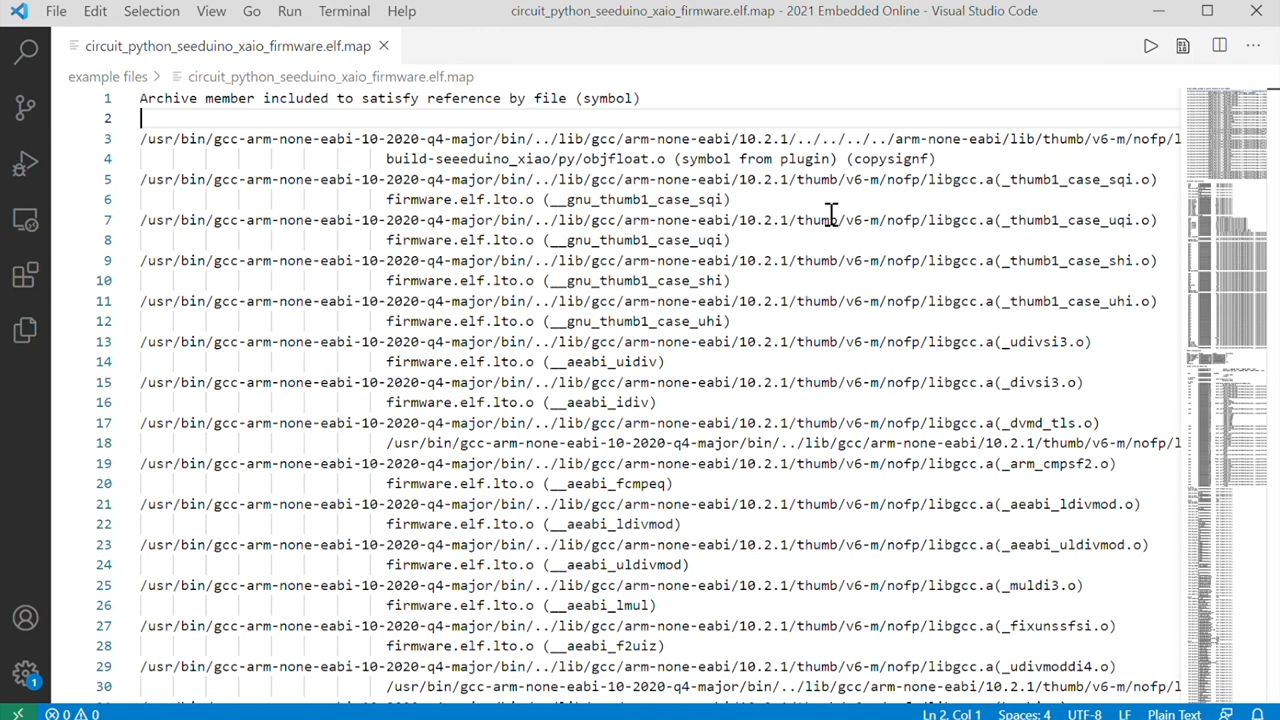 File Edit Selection View Go Run Terminal Help circuit_python_seeduino_xaio_firmware.elf.map - 2021 Embedded Online - Visual Studio Code
circuit_python_seeduino_xaio_firmware.elf.map
example files > circuit_python_seeduino_xaio_firmware.elf.map
1 Archive member included to satisfy reference by file (symbol)
2
3 /usr/bin/gcc-arm-none-eabi-10-2020-q4-major/bin/../lib/gcc/arm-none-eabi/10.2.1/../../../../arm-none-eabi/lib/thumb/v6-m/nofp/l
4 build-seeeduino_xiao/py/objfloat.o (symbol from plugin) (copysignf)
5 /usr/bin/gcc-arm-none-eabi-10-2020-q4-major/bin/../lib/gcc/arm-none-eabi/10.2.1/thumb/v6-m/nofp/libgcc.a(_thumb1_case_sqi.o)
6 firmware.elf.lto.o (__gnu_thumb1_case_sqi)
7 /usr/bin/gcc-arm-none-eabi-10-2020-q4-major/bin/../lib/gcc/arm-none-eabi/10.2.1/thumb/v6-m/nofp/libgcc.a(_thumb1_case_uqi.o)
8 firmware.elf.lto.o (__gnu_thumb1_case_uqi)
9 /usr/bin/gcc-arm-none-eabi-10-2020-q4-major/bin/../lib/gcc/arm-none-eabi/10.2.1/thumb/v6-m/nofp/libgcc.a(_thumb1_case_shi.o)
10 firmware.elf.lto.o (__gnu_thumb1_case_shi)
11 /usr/bin/gcc-arm-none-eabi-10-2020-q4-major/bin/../lib/gcc/arm-none-eabi/10.2.1/thumb/v6-m/nofp/libgcc.a(_thumb1_case_uhi.o)
12 firmware.elf.lto.o (__gnu_thumb1_case_uhi)
13 /usr/bin/gcc-arm-none-eabi-10-2020-q4-major/bin/../lib/gcc/arm-none-eabi/10.2.1/thumb/v6-m/nofp/libgcc.a(_udivsi3.o)
14 firmware.elf.lto.o (__aeabi_uidiv)
15 /usr/bin/gcc-arm-none-eabi-10-2020-q4-major/bin/../lib/gcc/arm-none-eabi/10.2.1/thumb/v6-m/nofp/libgcc.a(_divsi3.o)
16 firmware.elf.lto.o (__aeabi_idiv)
17 /usr/bin/gcc-arm-none-eabi-10-2020-q4-major/bin/../lib/gcc/arm-none-eabi/10.2.1/thumb/v6-m/nofp/libgcc.a(_dvmd_tls.o)
18 /usr/bin/gcc-arm-none-eabi-10-2020-q4-major/bin/../lib/gcc/arm-none-eabi/10.2.1/thumb/v6-m/nofp/l
19 /usr/bin/gcc-arm-none-eabi-10-2020-q4-major/bin/../lib/gcc/arm-none-eabi/10.2.1/thumb/v6-m/nofp/libgcc.a(_arm_cmpsf2.o)
20 firmware.elf.lto.o (__aeabi_fcmpeq)
21 /usr/bin/gcc-arm-none-eabi-10-2020-q4-major/bin/../lib/gcc/arm-none-eabi/10.2.1/thumb/v6-m/nofp/libgcc.a(_aeabi_ldivmod.o)
22 firmware.elf.lto.o (__aeabi_ldivmod)
23 /usr/bin/gcc-arm-none-eabi-10-2020-q4-major/bin/../lib/gcc/arm-none-eabi/10.2.1/thumb/v6-m/nofp/libgcc.a(_aeabi_uldivmod.o)
24 firmware.elf.lto.o (__aeabi_uldivmod)
25 /usr/bin/gcc-arm-none-eabi-10-2020-q4-major/bin/../lib/gcc/arm-none-eabi/10.2.1/thumb/v6-m/nofp/libgcc.a(_muldi3.o)
26 firmware.elf.lto.o (__aeabi_lmul)
27 /usr/bin/gcc-arm-none-eabi-10-2020-q4-major/bin/../lib/gcc/arm-none-eabi/10.2.1/thumb/v6-m/nofp/libgcc.a(_fixunssfsi.o)
28 firmware.elf.lto.o (__aeabi_f2uiz)
29 /usr/bin/gcc-arm-none-eabi-10-2020-q4-major/bin/../lib/gcc/arm-none-eabi/10.2.1/thumb/v6-m/nofp/libgcc.a(_udivmoddi4.o)
30 /usr/bin/gcc-arm-none-eabi-10-2020-q4-major/bin/../lib/gcc/arm-none-eabi/10.2.1/thumb/v6-m/nofp/l
1
0 0 Ln 2, Col 1 Spaces: 4 UTF-8 LF Plain Text